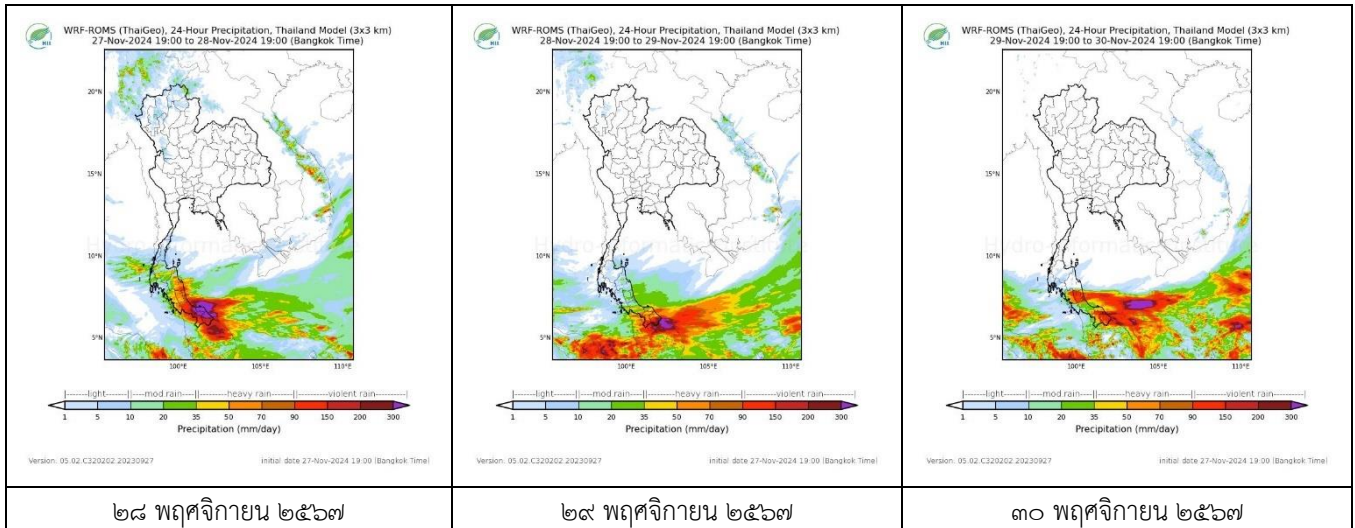 WRF-ROMS (ThaiGeo), 24-Hour Precipitation, Thailand Model (3x3 km)
27-Nov-2024 19:00 to 28-Nov-2024 19:00 (Bangkok Time)
20°N
15°N
10°N
5°N
100°E 105°E 110°E
light mod.rain heavy rain violent rain
1 5 10 20 35 50 70 90 150 200 300
Precipitation (mm/day)
Version: 05.02.C320202.20230927 initial date 27-Nov-2024 19:00 (Bangkok Time)
๒๘ พฤศจิกายน ๒๕๖๗
WRF-ROMS (ThaiGeo), 24-Hour Precipitation, Thailand Model (3x3 km)
28-Nov-2024 19:00 to 29-Nov-2024 19:00 (Bangkok Time)
20°N
15°N
10°N
5°N
100°E 105°E 110°E
light mod.rain heavy rain violent rain
1 5 10 20 35 50 70 90 150 200 300
Precipitation (mm/day)
Version: 05.02.C320202.20230927 initial date 27-Nov-2024 19:00 (Bangkok Time)
๒๙ พฤศจิกายน ๒๕๖๗
WRF-ROMS (ThaiGeo), 24-Hour Precipitation, Thailand Model (3x3 km)
29-Nov-2024 19:00 to 30-Nov-2024 19:00 (Bangkok Time)
20°N
15°N
10°N
5°N
100°E 105°E 110°E
light mod.rain heavy rain violent rain
1 5 10 20 35 50 70 90 150 200 300
Precipitation (mm/day)
Version: 05.02.C320202.20230927 initial date 27-Nov-2024 19:00 (Bangkok Time)
๓๐ พฤศจิกายน ๒๕๖๗